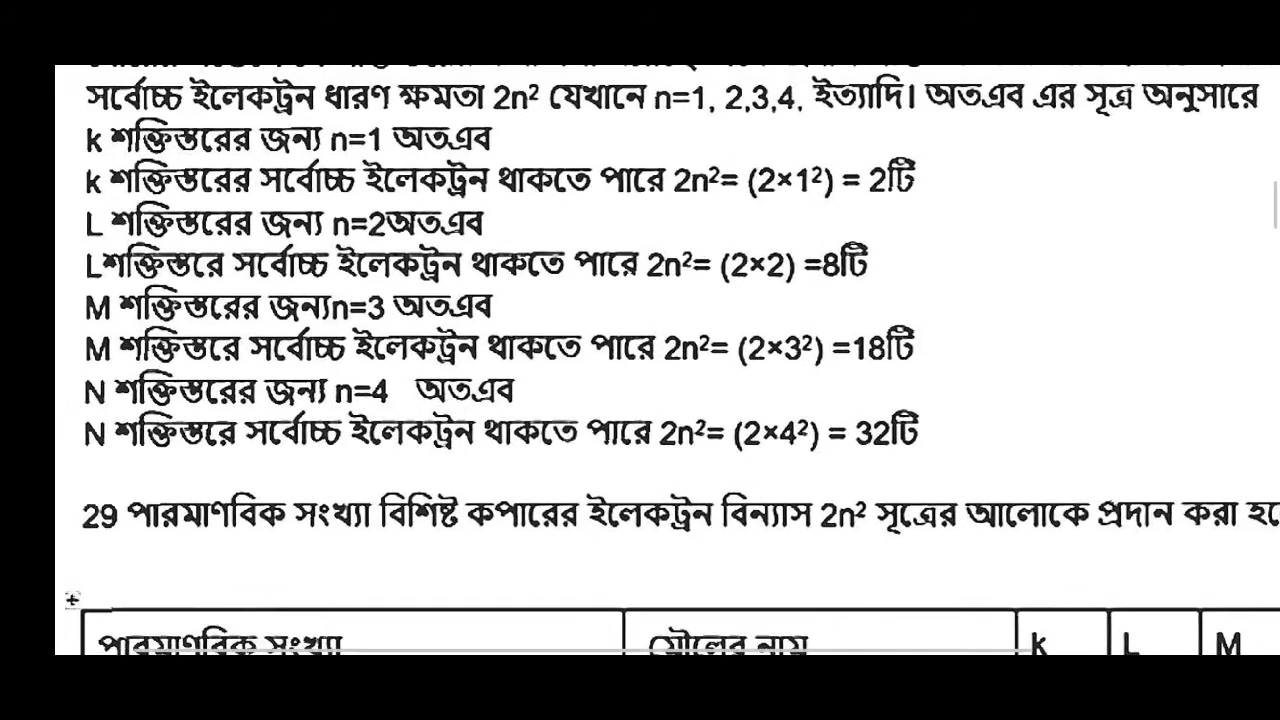 সর্বোচ্চ ইলেকট্রন ধারণ ক্ষমতা 2n² যেখানে n=1, 2,3,4, ইত্যাদি। অতএব এর সূত্র অনুসারে
k শক্তিস্তরের জন্য n=1 অতএব
k শক্তিস্তরের সর্বোচ্চ ইলেকট্রন থাকতে পারে 2n²= (2×1²) = 2টি
L শক্তিস্তরের জন্য n=2অতএব
Lশক্তিস্তরে সর্বোচ্চ ইলেকট্রন থাকতে পারে 2n²= (2×2) =8টি
M শক্তিস্তরের জন্যn=3 অতএব
M শক্তিস্তরে সর্বোচ্চ ইলেকট্রন থাকতে পারে 2n²= (2×3²) =18টি
N শক্তিস্তরের জন্য n=4 অতএব
N শক্তিস্তরে সর্বোচ্চ ইলেকট্রন থাকতে পারে 2n²= (2×4²) = 32টি
29 পারমাণবিক সংখ্যা বিশিষ্ট কপারের ইলেকট্রন বিন্যাস 2n² সূত্রের আলোকে প্রদান করা
পারমাণবিক সংখ্যা মৌলের নাম k L M